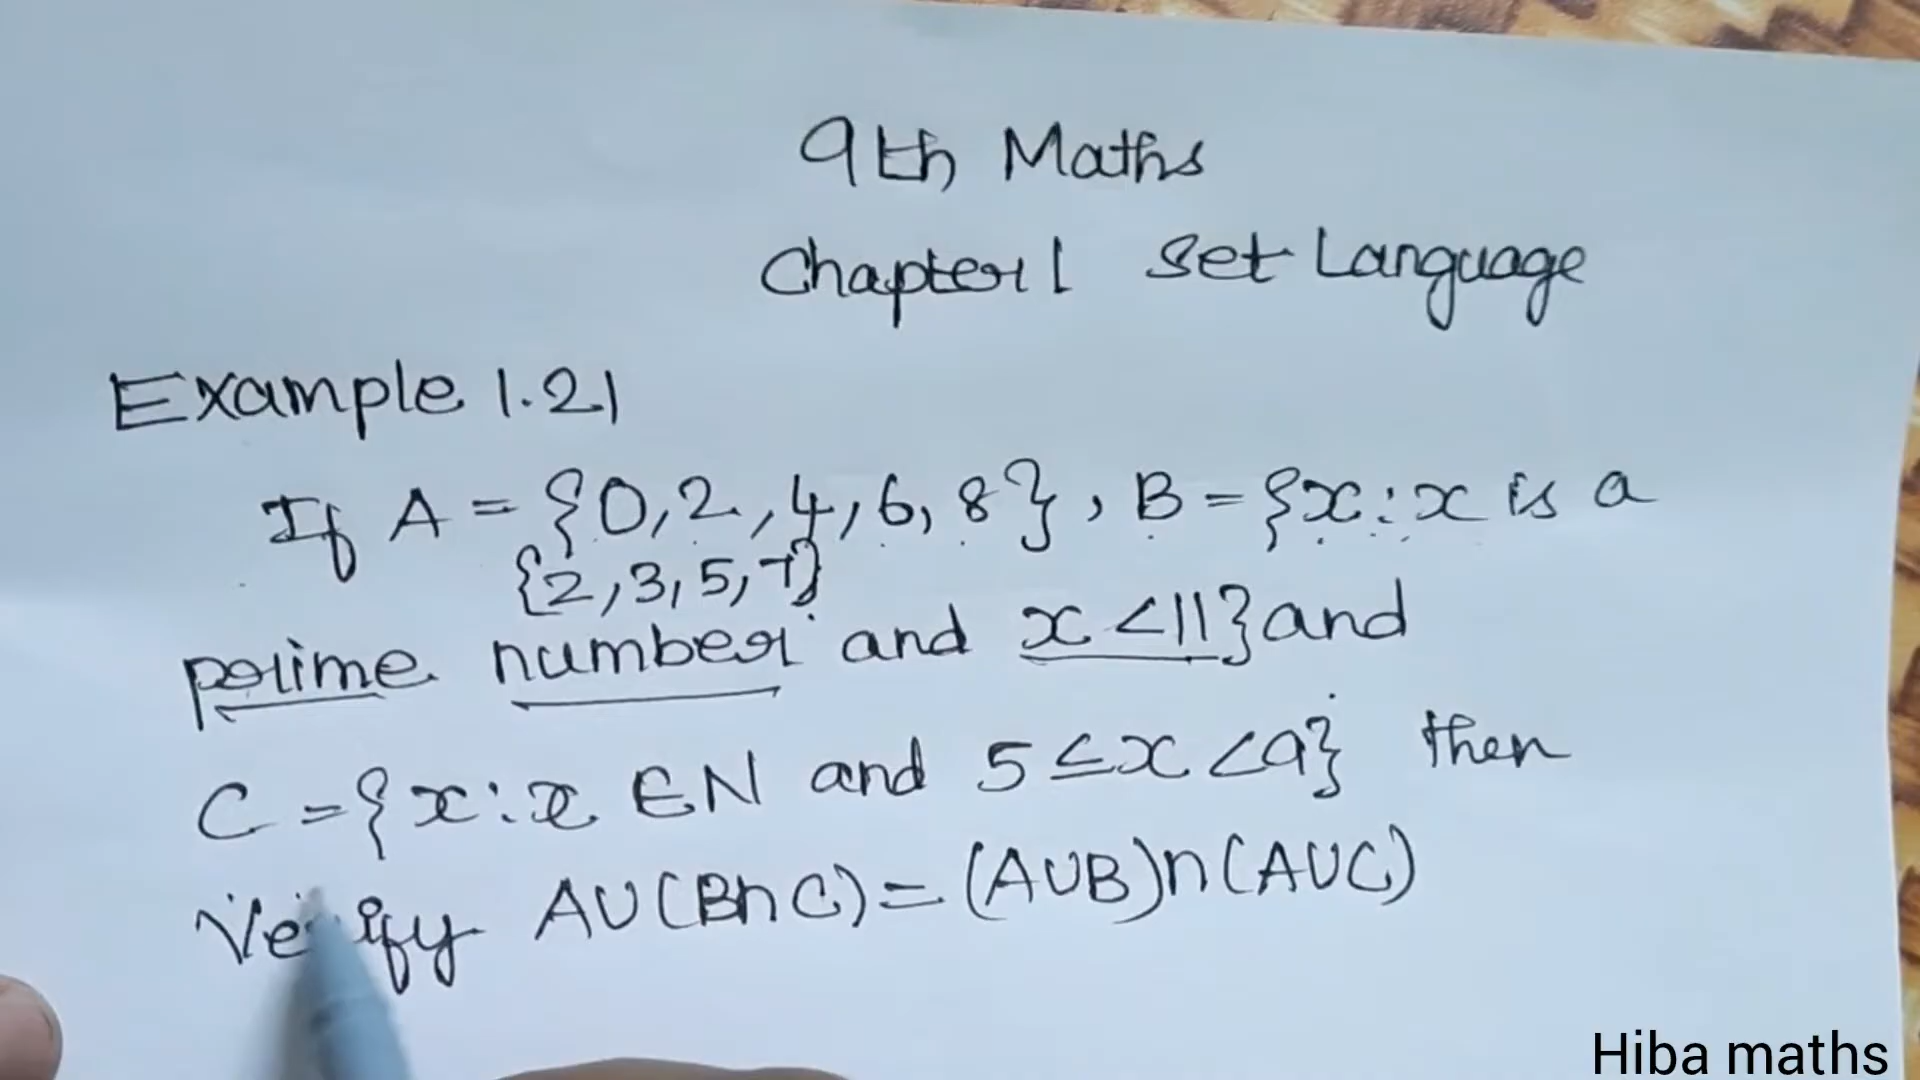 9th Maths
Chapter 1 Set Language
Example 1.21
If A = {0, 2, 4, 6, 8}, B = {x : x is a
{2, 3, 5, 7}
prime number and x < 11} and
C = {x : x ∈ N and 5 ≤ x < 9} then
Verify A∪(B∩C) = (A∪B)∩(A∪C)
Hiba maths